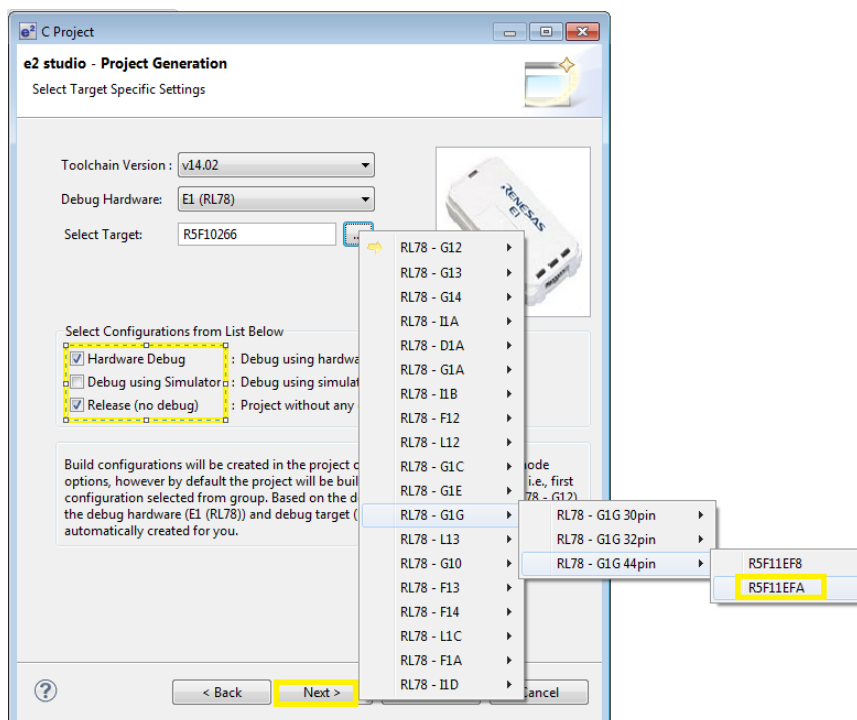 C Project
e2 studio - Project Generation
Select Target Specific Settings
Toolchain Version :
v14.02
Debug Hardware:
E1 (RL78)
Select Target:
R5F10266
...
RENESAS
E1
Select Configurations from List Below
Hardware Debug : Debug using hardwa
Debug using Simulator : Debug using simulat
Release (no debug) : Project without any
Build configurations will be created in the project ode
options, however by default the project will be buil i.e., first
configuration selected from group. Based on the d 78 - G12)
the debug hardware (E1 (RL78)) and debug target (
automatically created for you.
RL78 - G12
RL78 - G13
RL78 - G14
RL78 - I1A
RL78 - D1A
RL78 - G1A
RL78 - I1B
RL78 - F12
RL78 - L12
RL78 - G1C
RL78 - G1E
RL78 - G1G
RL78 - L13
RL78 - G10
RL78 - F13
RL78 - F14
RL78 - L1C
RL78 - F1A
RL78 - I1D
RL78 - G1G 30pin
RL78 - G1G 32pin
RL78 - G1G 44pin
R5F11EF8
R5F11EFA
?
< Back
Next >
Cancel